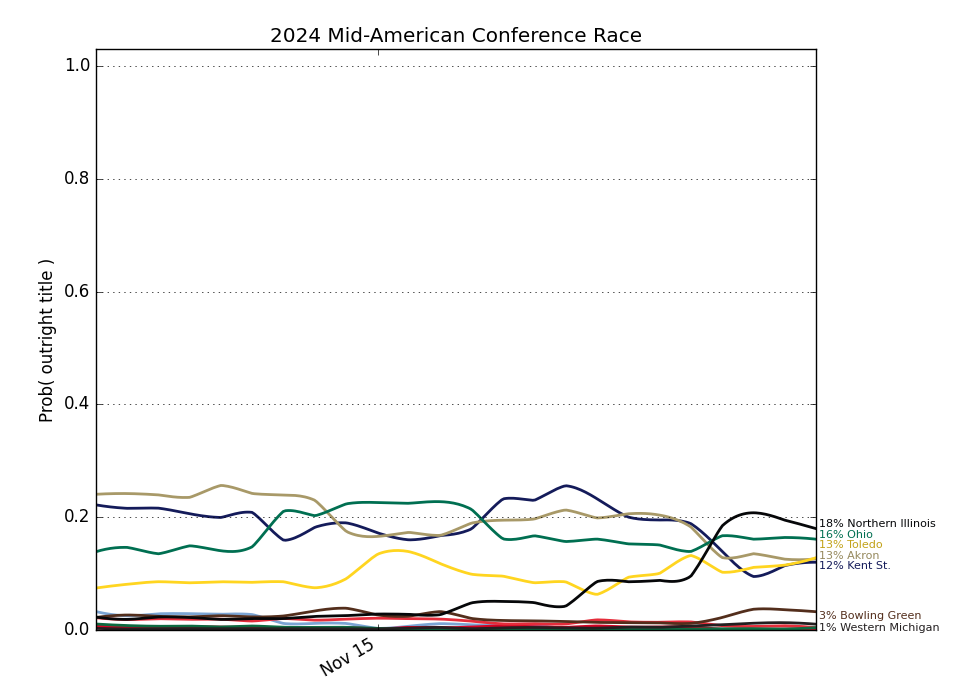 2024 Mid-American Conference Race
1.0
0.8
0.6
0.4
0.2
0.0
Prob( outright title )
Nov 15
18% Northern Illinois
16% Ohio
13% Toledo
13% Akron
12% Kent St.
3% Bowling Green
1% Western Michigan